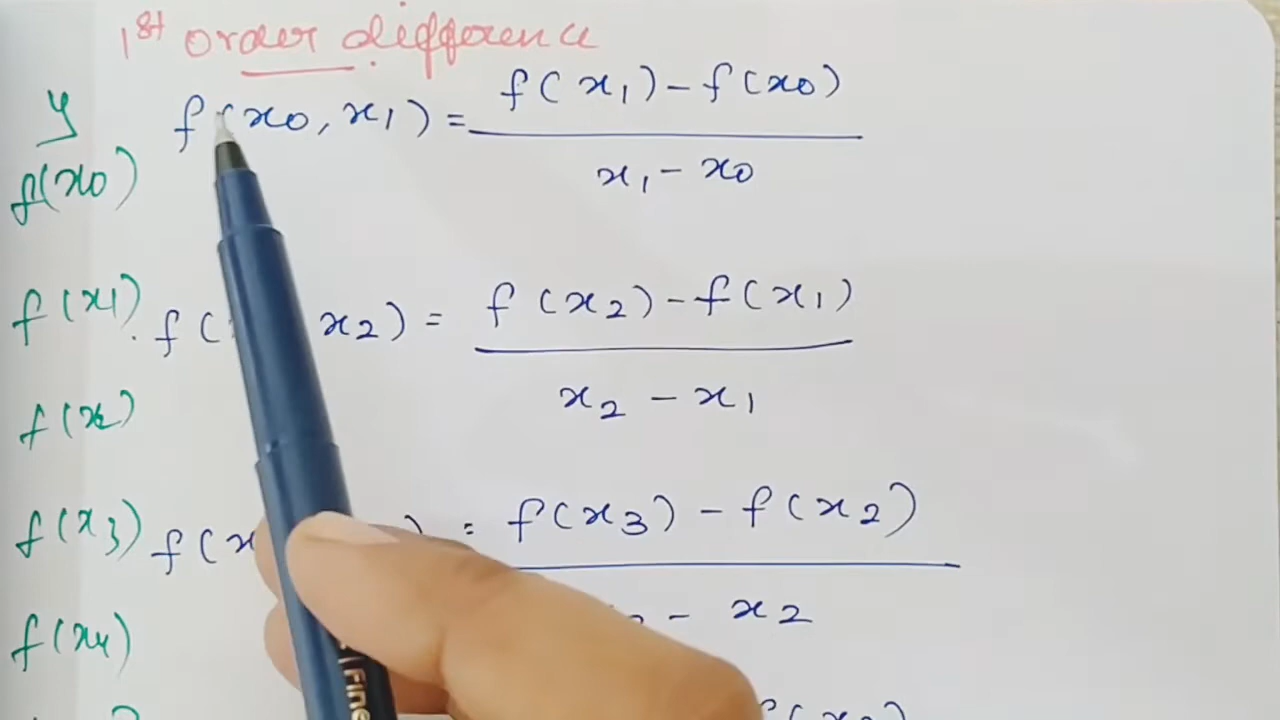 1st order difference
y
f(x0, x1) = f(x1) - f(x0)
x1 - x0
f(x0)
f(x1)
f( x2) = f(x2) - f(x1)
x2 - x1
f(x2)
f(x3)
f(x ) = f(x3) - f(x2)
- x2
f(x4)
Fine